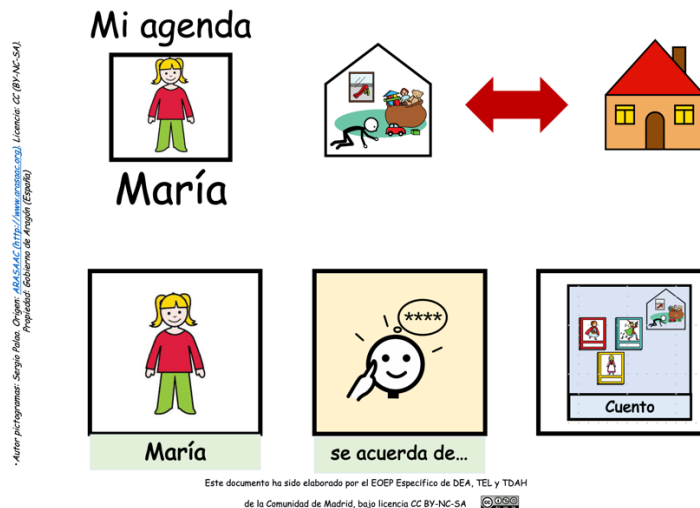 Mi agenda
María
María
se acuerda de...
****
Cuento
Este documento ha sido elaborado por el EOEP Específico de DEA, TEL y TDAH
de la Comunidad de Madrid, bajo licencia CC BY-NC-SA
•Autor pictogramas: Sergio Palao. Origen: ARASAAC (http://www.arasaac.org). Licencia: CC (BY-NC-SA).
Propiedad: Gobierno de Aragón (España)